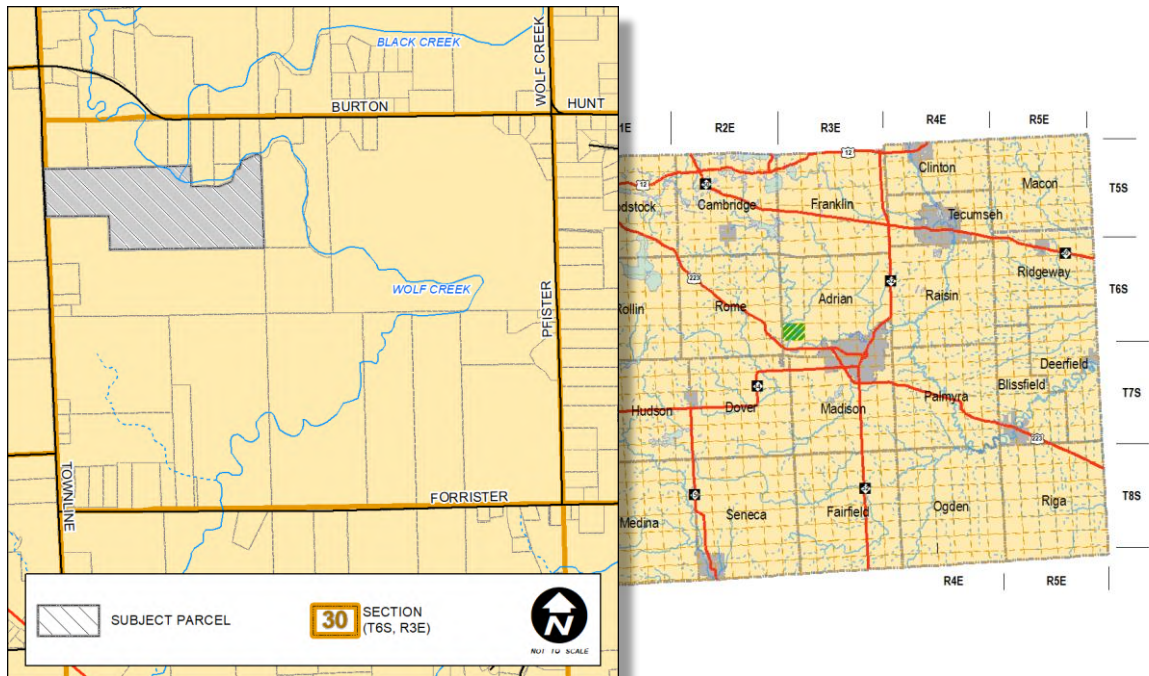 BLACK CREEK
WOLF CREEK
HUNT
BURTON
WOLF CREEK
PFISTER
TOWNLINE
FORRISTER
SUBJECT PARCEL
30
SECTION
(T6S, R3E)
N
NOT TO SCALE
R2E
R3E
R4E
R5E
12
12
Clinton
Macon
T5S
Cambridge
Franklin
Tecumseh
Ridgeway
223
T6S
Rome
Adrian
Raisin
Deerfield
Blissfield
T7S
Hudson
Dover
Madison
Palmyra
223
Medina
Seneca
Fairfield
Ogden
Riga
T8S
R4E
R5E